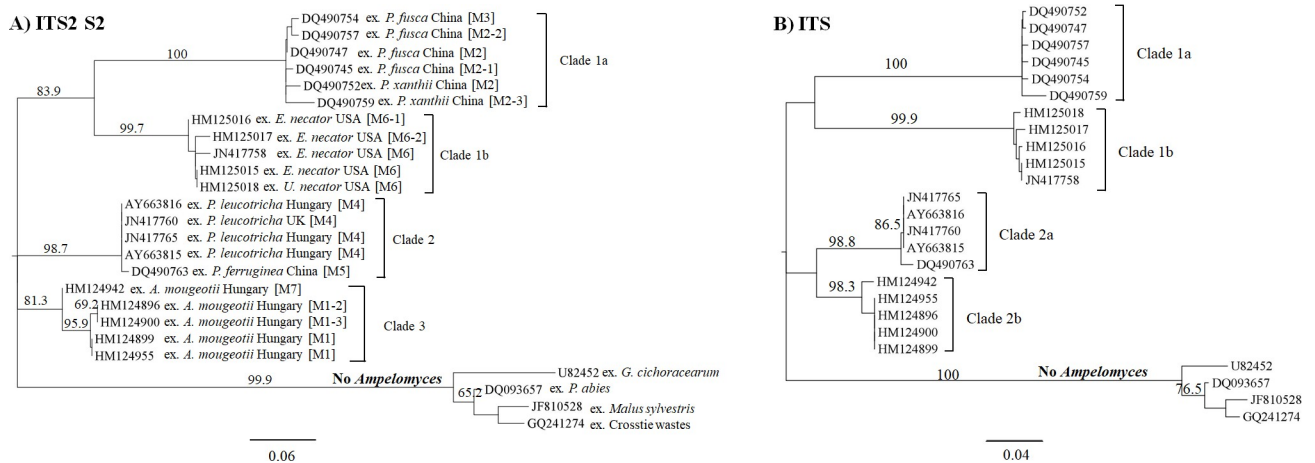 A) ITS2 S2
DQ490754 ex. P. fusca China [M3]
DQ490757 ex. P. fusca China [M2-2]
DQ490747 ex. P. fusca China [M2]
DQ490745 ex. P. fusca China [M2-1]
DQ490752ex. P. xanthii China [M2]
DQ490759 ex. P. xanthii China [M2-3]
100
Clade 1a
83.9
HM125016 ex. E. necator USA [M6-1]
HM125017 ex. E. necator USA [M6-2]
JN417758 ex. E. necator USA [M6]
HM125015 ex. E. necator USA [M6]
HM125018 ex. U. necator USA [M6]
99.7
Clade 1b
AY663816 ex. P. leucotricha Hungary [M4]
JN417760 ex. P. leucotricha UK [M4]
JN417765 ex. P. leucotricha Hungary [M4]
AY663815 ex. P. leucotricha Hungary [M4]
DQ490763 ex. P. ferruginea China [M5]
98.7
Clade 2
HM124942 ex. A. mougeotii Hungary [M7]
HM124896 ex. A. mougeotii Hungary [M1-2]
HM124900 ex. A. mougeotii Hungary [M1-3]
HM124899 ex. A. mougeotii Hungary [M1]
HM124955 ex. A. mougeotii Hungary [M1]
81.3
69.2
95.9
Clade 3
99.9
No Ampelomyces
U82452 ex. G. cichoracearum
65.2
DQ093657 ex. P. abies
JF810528 ex. Malus sylvestris
GQ241274 ex. Crosstie wastes
0.06
B) ITS
DQ490752
DQ490747
DQ490757
DQ490745
DQ490754
DQ490759
100
Clade 1a
HM125018
HM125017
HM125016
HM125015
JN417758
99.9
Clade 1b
JN417765
AY663816
JN417760
AY663815
DQ490763
86.5
98.8
Clade 2a
HM124942
HM124955
HM124896
HM124900
HM124899
98.3
Clade 2b
100
No Ampelomyces
U82452
76.5
DQ093657
JF810528
GQ241274
0.04